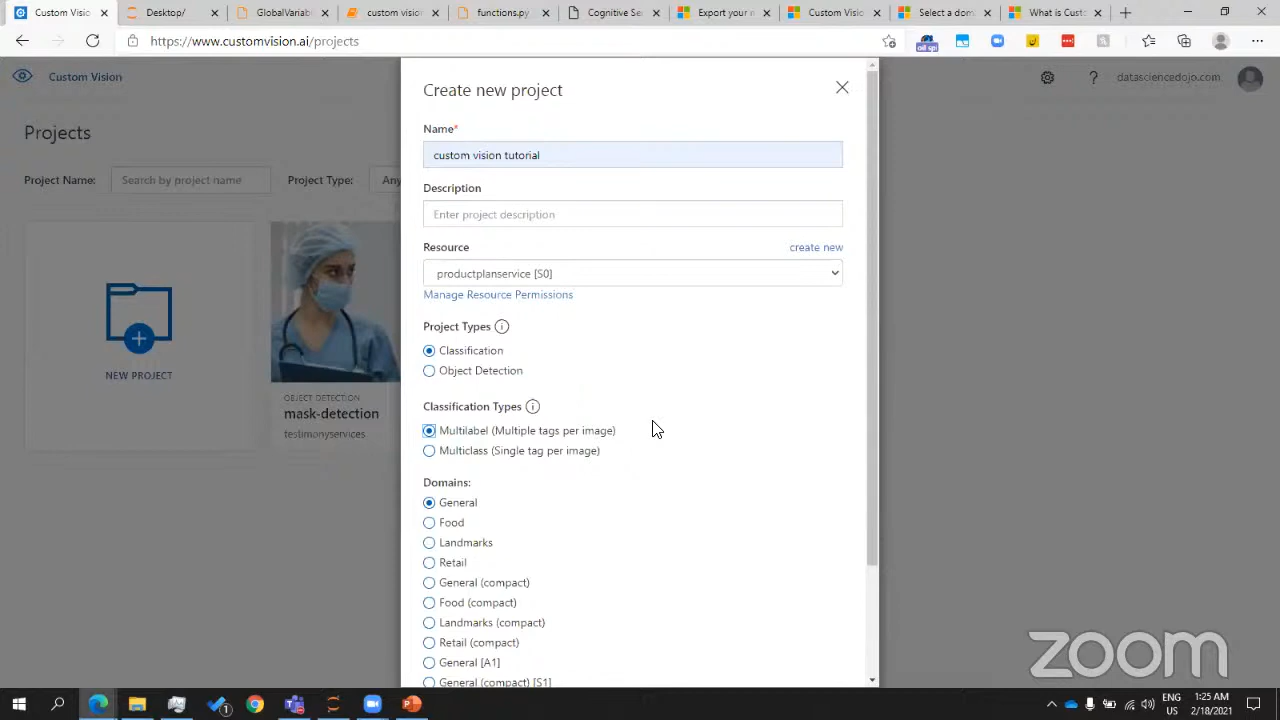 Custom Visi
Desktop/
GlobalVariab
custom vision
functions.py
Cognitive Se
Export your m
Custom Visio
Select a dom
What is Custo
https://www.customvision.ai/projects
Custom Vision
datasciencedojo.com
Projects
Project Name:
Search by project name
Project Type:
Any
NEW PROJECT
OBJECT DETECTION
mask-detection
testimonyservices
Create new project
Name*
custom vision tutorial
Description
Enter project description
Resource
create new
productplanservice [S0]
Manage Resource Permissions
Project Types
Classification
Object Detection
Classification Types
Multilabel (Multiple tags per image)
Multiclass (Single tag per image)
Domains:
General
Food
Landmarks
Retail
General (compact)
Food (compact)
Landmarks (compact)
Retail (compact)
General [A1]
General (compact) [S1]
zoom
ENG
US
1:25 AM
2/18/2021